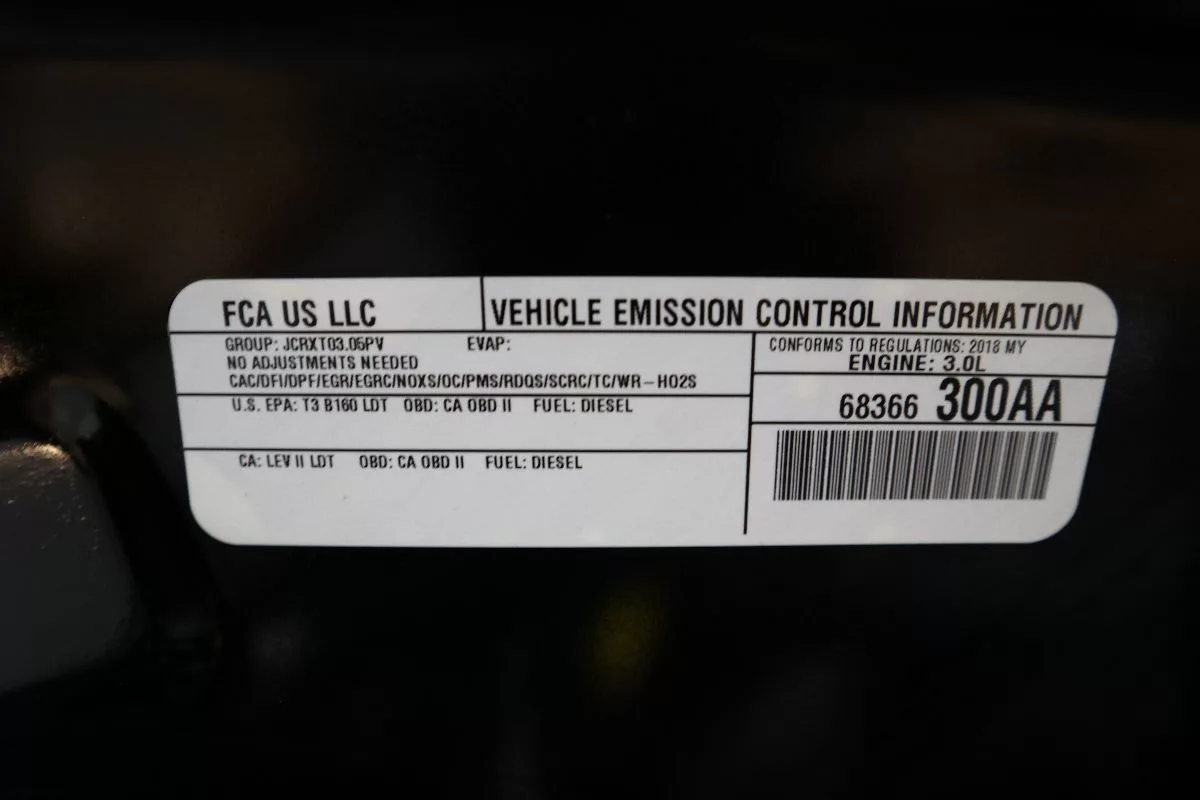 FCA US LLC
VEHICLE EMISSION CONTROL INFORMATION
GROUP: JCRXT03.05PV EVAP:
NO ADJUSTMENTS NEEDED
CAC/DFI/DPF/EGR/EGRC/NOXS/OC/PMS/RDQS/SCRC/TC/WR-HO2S
U.S. EPA: T3 B160 LDT OBD: CA OBD II FUEL: DIESEL
CA: LEV II LDT OBD: CA OBD II FUEL: DIESEL
CONFORMS TO REGULATIONS: 2018 MY
ENGINE: 3.0L
68366 300AA